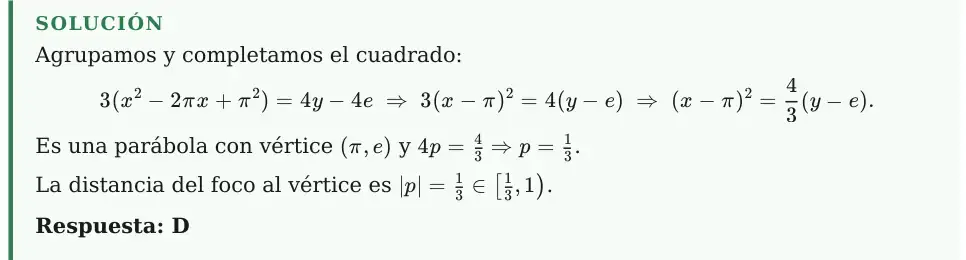 SOLUCIÓN
Agrupamos y completamos el cuadrado:
3(x² − 2πx + π²) = 4y − 4e ⇒ 3(x − π)² = 4(y − e) ⇒ (x − π)² = 4/3 (y − e).
Es una parábola con vértice (π, e) y 4p = 4/3 ⇒ p = 1/3.
La distancia del foco al vértice es |p| = 1/3 ∈ [1/3, 1).
Respuesta: D